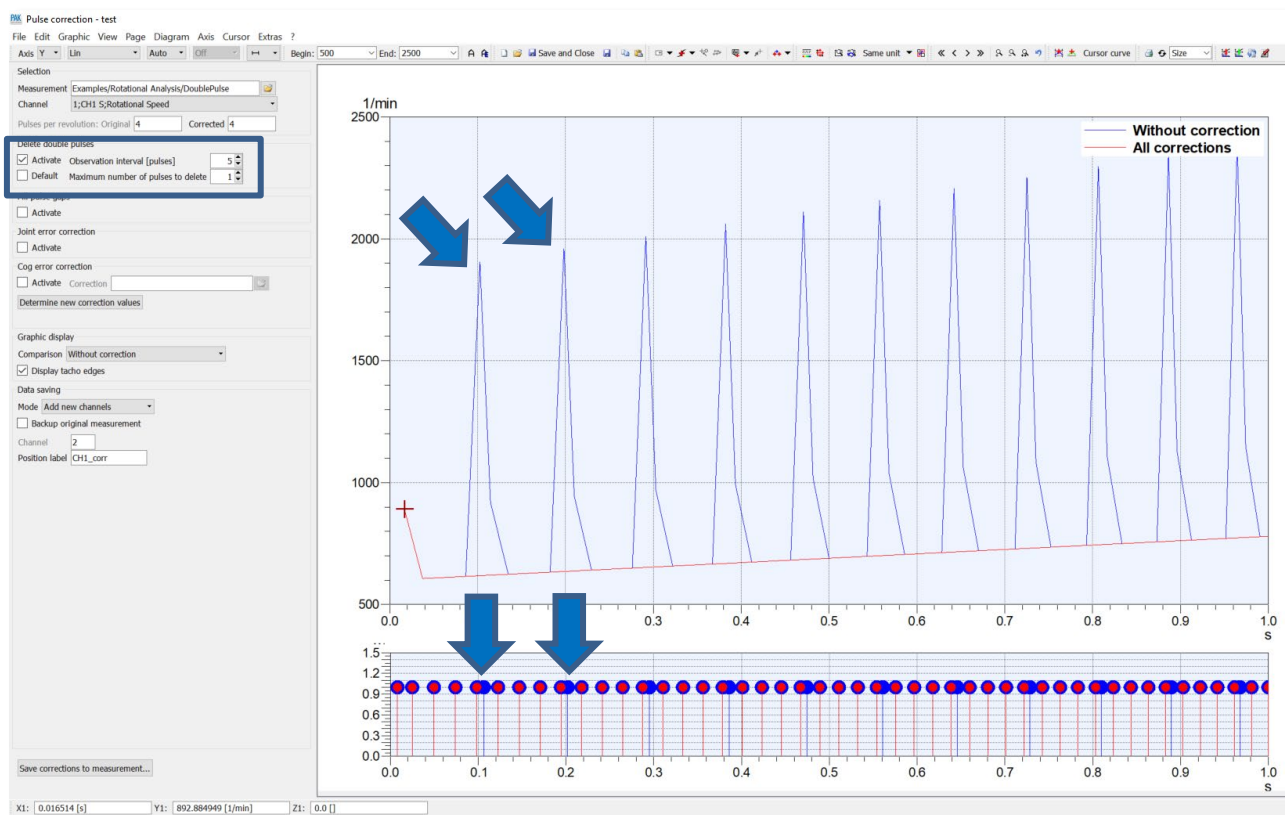 PAK Pulse correction - test
File Edit Graphic View Page Diagram Axis Cursor Extras ?
Axis Y Lin Auto Off Begin: 500 End: 2500 Save and Close Same unit Cursor curve Size
Selection
Measurement Examples/Rotational Analysis/DoublePulse
Channel 1;CH1 S;Rotational Speed
Pulses per revolution: Original 4 Corrected 4
Delete double pulses
Activate Observation interval [pulses] 5
Default Maximum number of pulses to delete 1
Activate
Joint error correction
Activate
Cog error correction
Activate Correction
Determine new correction values
Graphic display
Comparison Without correction
Display tacho edges
Data saving
Mode Add new channels
Backup original measurement
Channel 2
Position label CH1_corr
Save corrections to measurement...
1/min
2500
2000
1500
1000
500
Without correction
All corrections
0.0 0.3 0.4 0.5 0.6 0.7 0.8 0.9 1.0
s
1.5
1.2
0.9
0.6
0.3
0.0
0.0 0.1 0.2 0.3 0.4 0.5 0.6 0.7 0.8 0.9 1.0
s
X1: 0.016514 [s] Y1: 892.884949 [1/min] Z1: 0.0 []